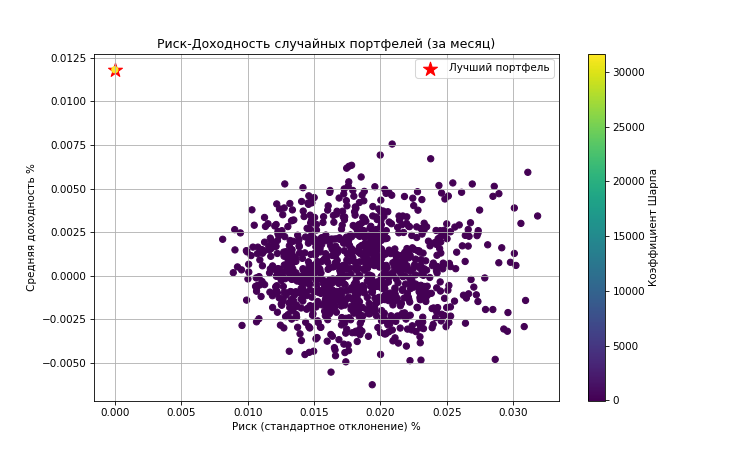 Риск-Доходность случайных портфелей (за месяц)
Лучший портфель
0.0125
0.0100
0.0075
0.0050
0.0025
0.0000
−0.0025
−0.0050
Средняя доходность %
0.000 0.005 0.010 0.015 0.020 0.025 0.030
Риск (стандартное отклонение) %
30000
25000
20000
15000
10000
5000
0
Коэффициент Шарпа